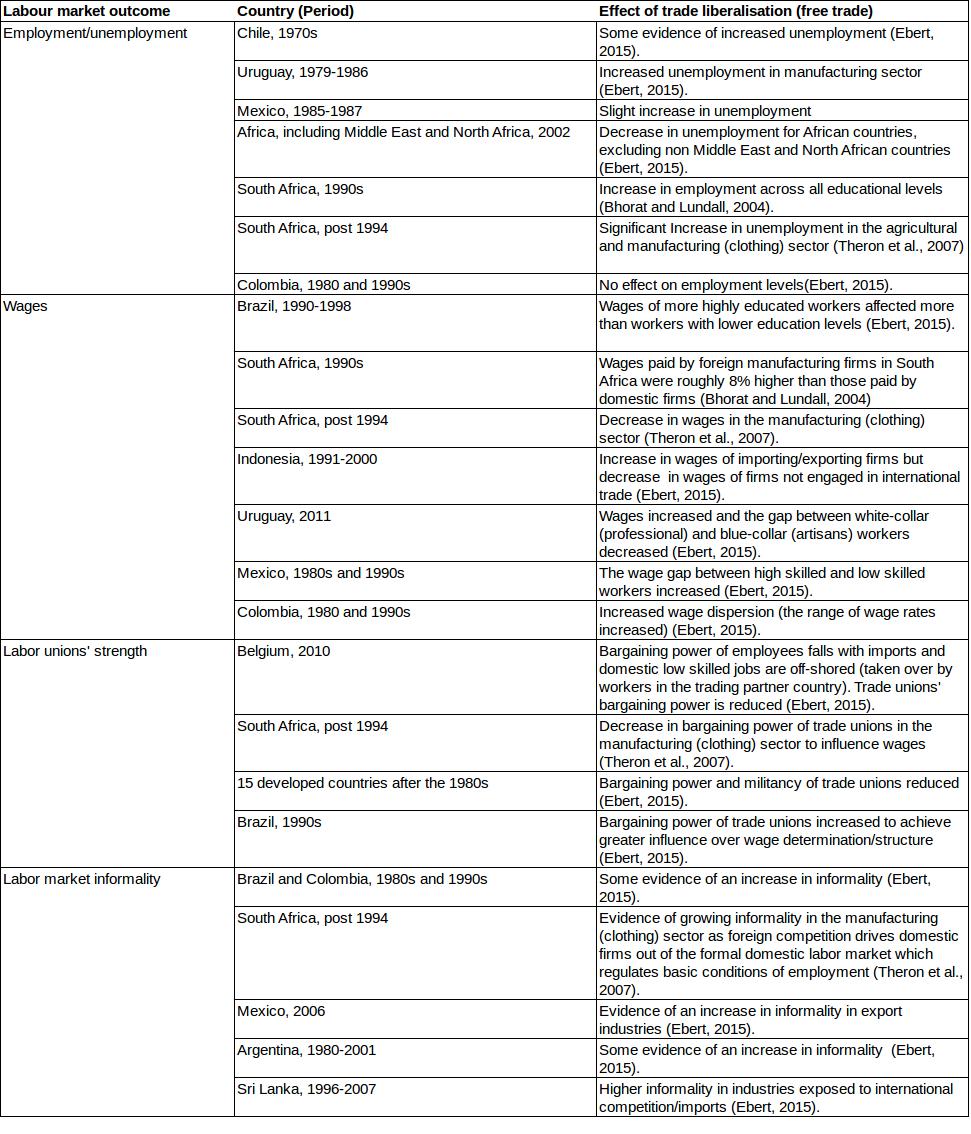 Labour market outcome Country (Period) Effect of trade liberalisation (free trade)
Employment/unemployment Chile, 1970s Some evidence of increased unemployment (Ebert,
2015).
Uruguay, 1979-1986 Increased unemployment in manufacturing sector
(Ebert, 2015).
Mexico, 1985-1987 Slight increase in unemployment
Africa, including Middle East and North Africa, 2002 Decrease in unemployment for African countries,
excluding non Middle East and North African countries
(Ebert, 2015).
South Africa, 1990s Increase in employment across all educational levels
(Bhorat and Lundall, 2004).
South Africa, post 1994 Significant Increase in unemployment in the agricultural
and manufacturing (clothing) sector (Theron et al., 2007)
Colombia, 1980 and 1990s No effect on employment levels(Ebert, 2015).
Wages Brazil, 1990-1998 Wages of more highly educated workers affected more
than workers with lower education levels (Ebert, 2015).
South Africa, 1990s Wages paid by foreign manufacturing firms in South
Africa were roughly 8% higher than those paid by
domestic firms (Bhorat and Lundall, 2004)
South Africa, post 1994 Decrease in wages in the manufacturing (clothing)
sector (Theron et al., 2007).
Indonesia, 1991-2000 Increase in wages of importing/exporting firms but
decrease  in wages of firms not engaged in international
trade (Ebert, 2015).
Uruguay, 2011 Wages increased and the gap between white-collar
(professional) and blue-collar (artisans) workers
decreased (Ebert, 2015).
Mexico, 1980s and 1990s The wage gap between high skilled and low skilled
workers increased (Ebert, 2015).
Colombia, 1980 and 1990s Increased wage dispersion (the range of wage rates
increased) (Ebert, 2015).
Labor unions' strength Belgium, 2010 Bargaining power of employees falls with imports and
domestic low skilled jobs are off-shored (taken over by
workers in the trading partner country). Trade unions'
bargaining power is reduced (Ebert, 2015).
South Africa, post 1994 Decrease in bargaining power of trade unions in the
manufacturing (clothing) sector to influence wages
(Theron et al., 2007).
15 developed countries after the 1980s Bargaining power and militancy of trade unions reduced
(Ebert, 2015).
Brazil, 1990s Bargaining power of trade unions increased to achieve
greater influence over wage determination/structure
(Ebert, 2015).
Labor market informality Brazil and Colombia, 1980s and 1990s Some evidence of an increase in informality (Ebert,
2015).
South Africa, post 1994 Evidence of growing informality in the manufacturing
(clothing) sector as foreign competition drives domestic
firms out of the formal domestic labor market which
regulates basic conditions of employment (Theron et al.,
2007).
Mexico, 2006 Evidence of an increase in informality in export
industries (Ebert, 2015).
Argentina, 1980-2001 Some evidence of an increase in informality  (Ebert,
2015).
Sri Lanka, 1996-2007 Higher informality in industries exposed to international
competition/imports (Ebert, 2015).